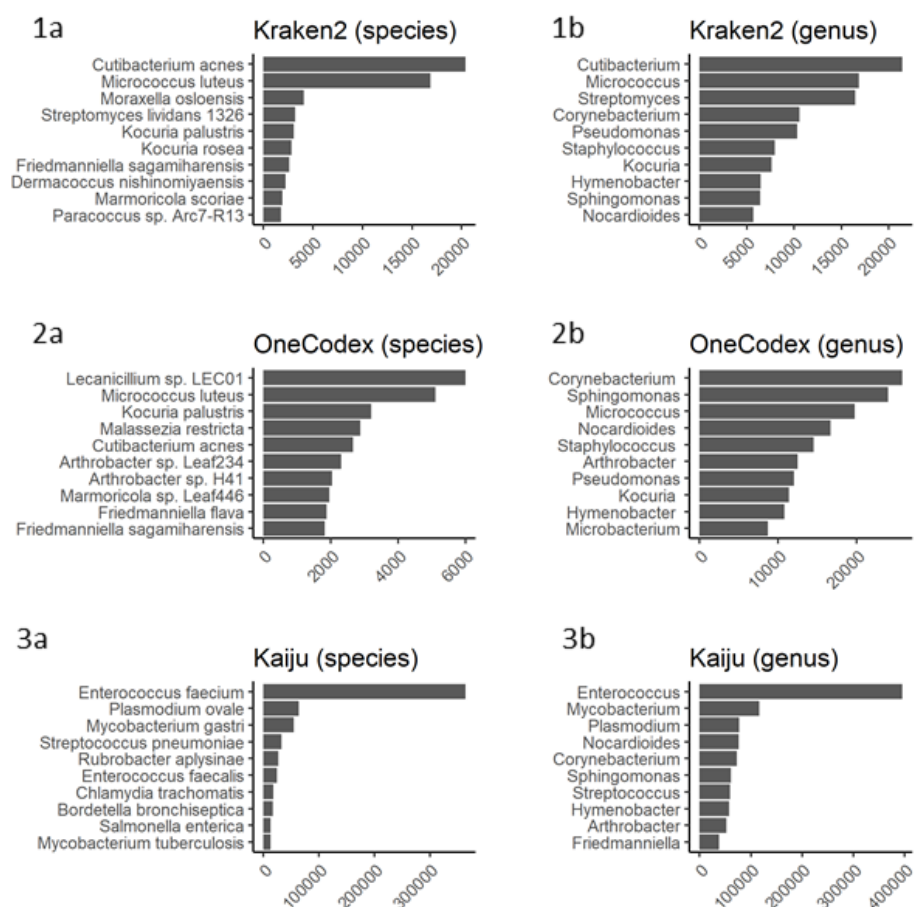 1a
Kraken2 (species)
Cutibacterium acnes
Micrococcus luteus
Moraxella osloensis
Streptomyces lividans 1326
Kocuria palustris
Kocuria rosea
Friedmanniella sagamiharensis
Dermacoccus nishinomiyaensis
Marmoricola scoriae
Paracoccus sp. Arc7-R13
0
5000
10000
15000
20000
1b
Kraken2 (genus)
Cutibacterium
Micrococcus
Streptomyces
Corynebacterium
Pseudomonas
Staphylococcus
Kocuria
Hymenobacter
Sphingomonas
Nocardioides
0
5000
10000
15000
20000
2a
OneCodex (species)
Lecanicillium sp. LEC01
Micrococcus luteus
Kocuria palustris
Malassezia restricta
Cutibacterium acnes
Arthrobacter sp. Leaf234
Arthrobacter sp. H41
Marmoricola sp. Leaf446
Friedmanniella flava
Friedmanniella sagamiharensis
0
2000
4000
6000
2b
OneCodex (genus)
Corynebacterium
Sphingomonas
Micrococcus
Nocardioides
Staphylococcus
Arthrobacter
Pseudomonas
Kocuria
Hymenobacter
Microbacterium
0
10000
20000
3a
Kaiju (species)
Enterococcus faecium
Plasmodium ovale
Mycobacterium gastri
Streptococcus pneumoniae
Rubrobacter aplysinae
Enterococcus faecalis
Chlamydia trachomatis
Bordetella bronchiseptica
Salmonella enterica
Mycobacterium tuberculosis
0
100000
200000
300000
3b
Kaiju (genus)
Enterococcus
Mycobacterium
Plasmodium
Nocardioides
Corynebacterium
Sphingomonas
Streptococcus
Hymenobacter
Arthrobacter
Friedmanniella
0
100000
200000
300000
400000